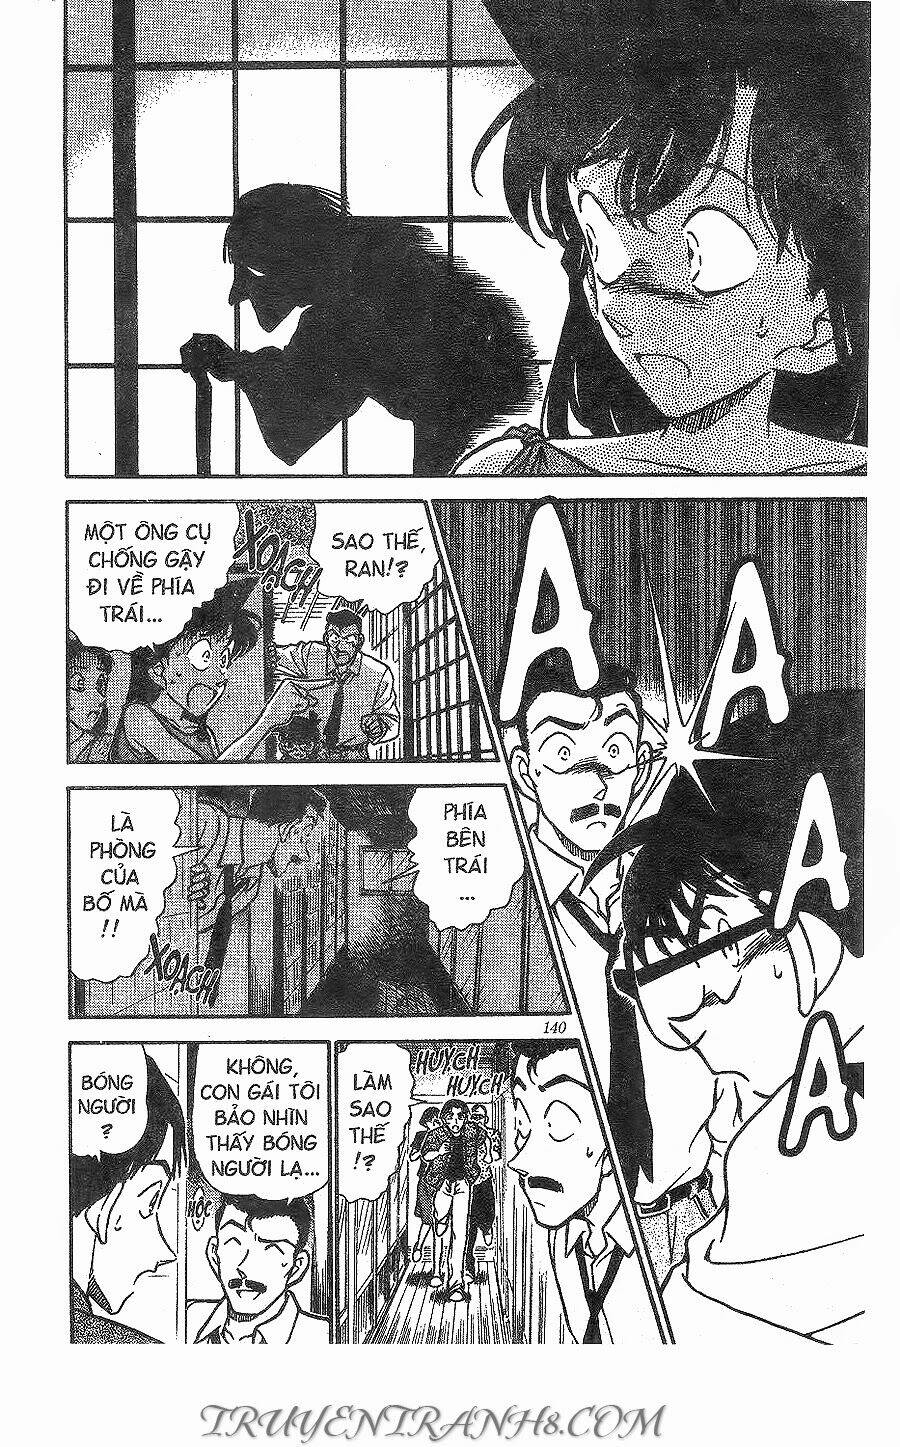 A
A
A
A
SAO THẾ,
RAN!?
XOẠCH
MỘT ÔNG CỤ
CHỐNG GẬY
ĐI VỀ PHÍA
TRÁI...
PHÍA
BÊN
TRÁI
...
LÀ
PHÒNG
CỦA
BỐ MÀ
!!
XOẠCH
140
HUỴCH
HUỴCH
LÀM
SAO
THẾ
!?
KHÔNG,
CON GÁI TÔI
BẢO NHÌN
THẤY BÓNG
NGƯỜI LẠ...
HỘC
BÓNG
NGƯỜI
?
TRUYENTRANH8.COM